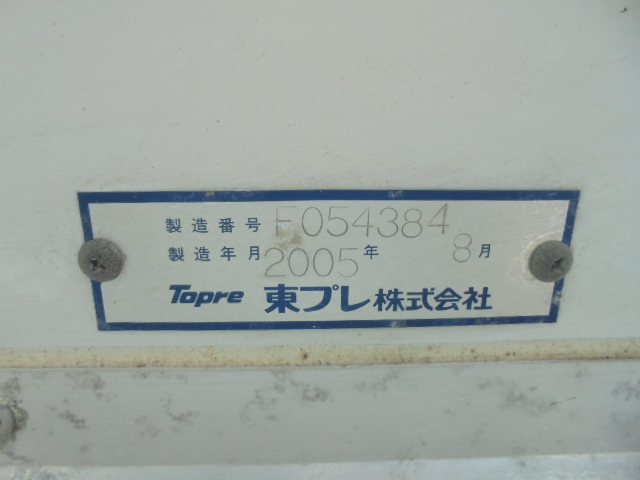 製造番号 F054384
製造年月 2005年 8月
Topre 東プレ株式会社